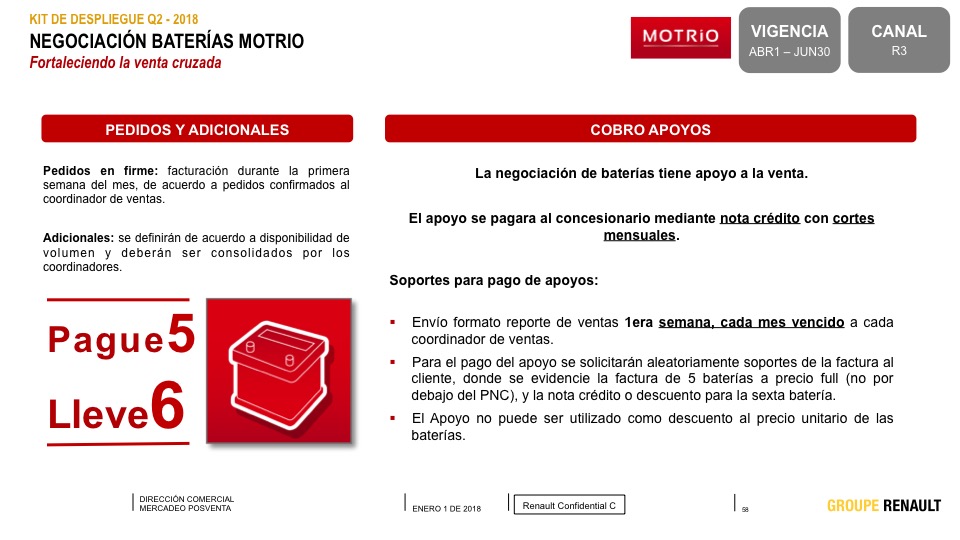 KIT DE DESPLIEGUE Q2 - 2018
NEGOCIACIÓN BATERÍAS MOTRIO
Fortaleciendo la venta cruzada
MOTRiO
VIGENCIA
ABR1 – JUN30
CANAL
R3
PEDIDOS Y ADICIONALES
Pedidos en firme: facturación durante la primera
semana del mes, de acuerdo a pedidos confirmados al
coordinador de ventas.
Adicionales: se definirán de acuerdo a disponibilidad de
volumen y deberán ser consolidados por los
coordinadores.
Pague5
Lleve6
COBRO APOYOS
La negociación de baterías tiene apoyo a la venta.
El apoyo se pagara al concesionario mediante nota crédito con cortes
mensuales.
Soportes para pago de apoyos:
▪ Envío formato reporte de ventas 1era semana, cada mes vencido a cada
coordinador de ventas.
▪ Para el pago del apoyo se solicitarán aleatoriamente soportes de la factura al
cliente, donde se evidencie la factura de 5 baterías a precio full (no por
debajo del PNC), y la nota crédito o descuento para la sexta batería.
▪ El Apoyo no puede ser utilizado como descuento al precio unitario de las
baterías.
DIRECCIÓN COMERCIAL
MERCADEO POSVENTA
ENERO 1 DE 2018
Renault Confidential C
58
GROUPE RENAULT